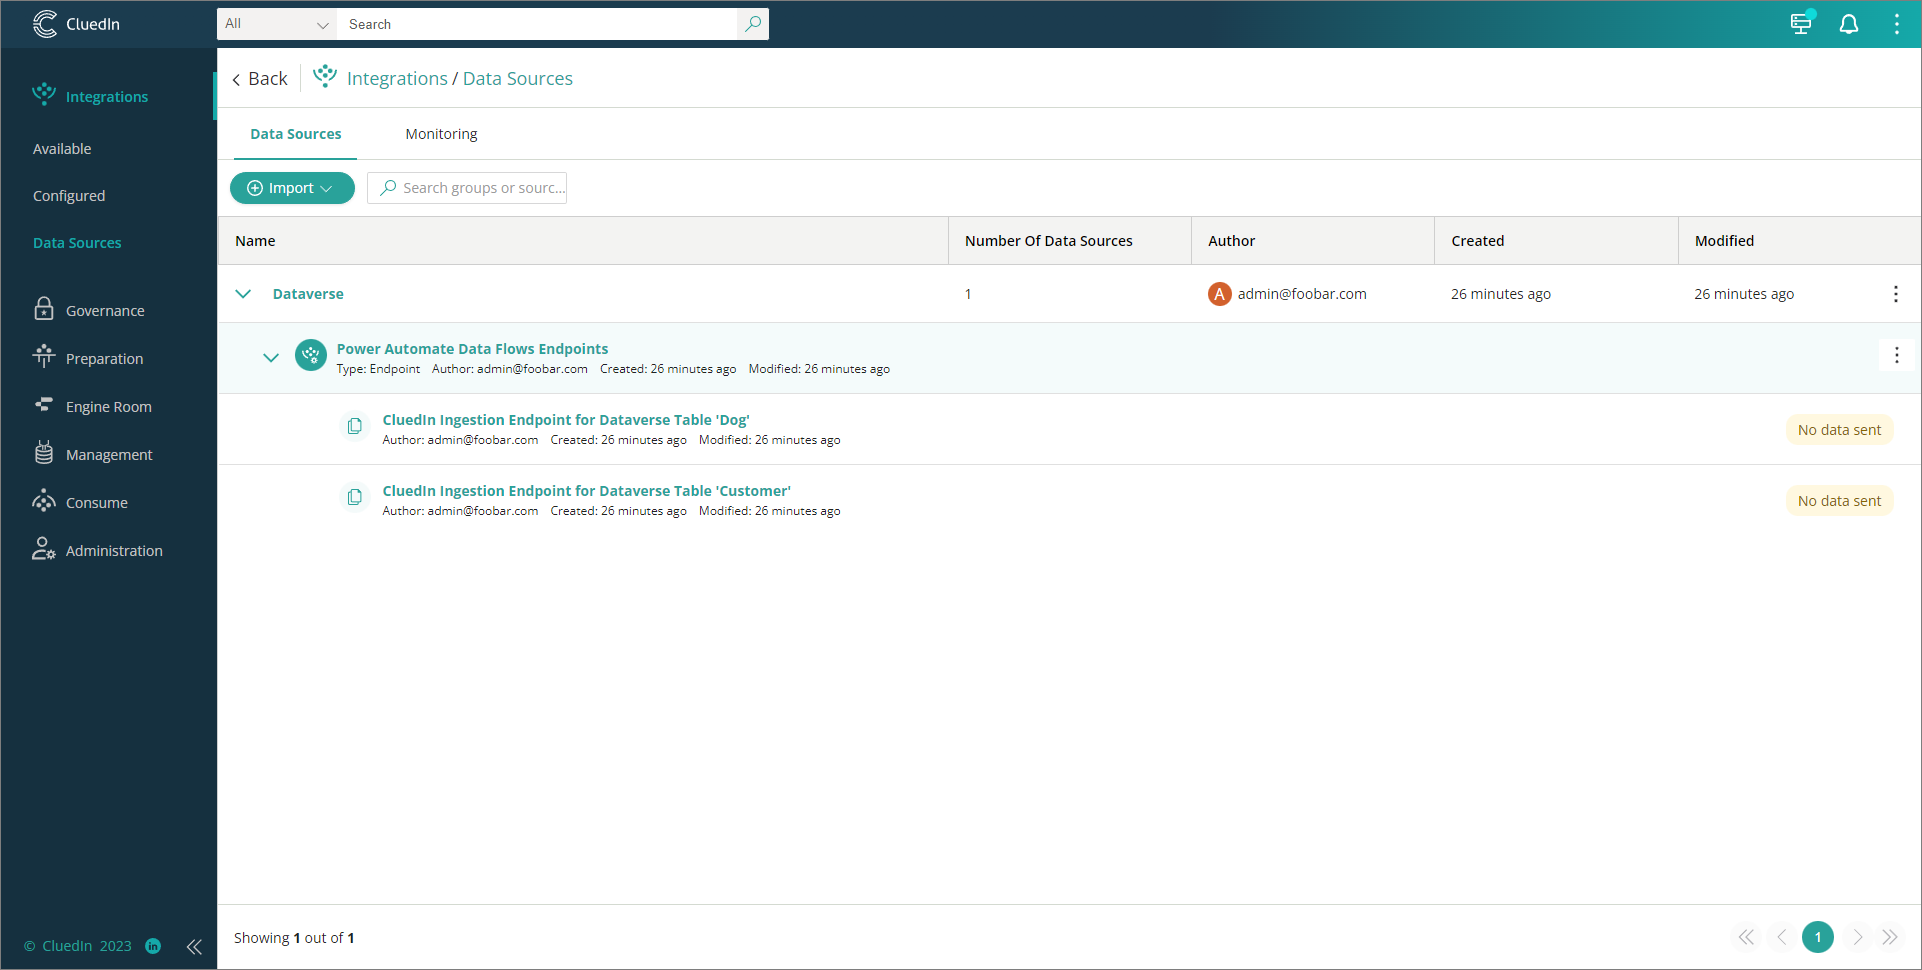 CluedIn
All
Search
Integrations
Available
Configured
Data Sources
Governance
Preparation
Engine Room
Management
Consume
Administration
© CluedIn 2023
in
Back
Integrations / Data Sources
Data Sources
Monitoring
Import
Search groups or sourc...
Name
Number Of Data Sources
Author
Created
Modified
Dataverse
1
A
admin@foobar.com
26 minutes ago
26 minutes ago
Power Automate Data Flows Endpoints
Type: Endpoint Author: admin@foobar.com Created: 26 minutes ago Modified: 26 minutes ago
CluedIn Ingestion Endpoint for Dataverse Table 'Dog'
Author: admin@foobar.com Created: 26 minutes ago Modified: 26 minutes ago
No data sent
CluedIn Ingestion Endpoint for Dataverse Table 'Customer'
Author: admin@foobar.com Created: 26 minutes ago Modified: 26 minutes ago
No data sent
Showing 1 out of 1
1